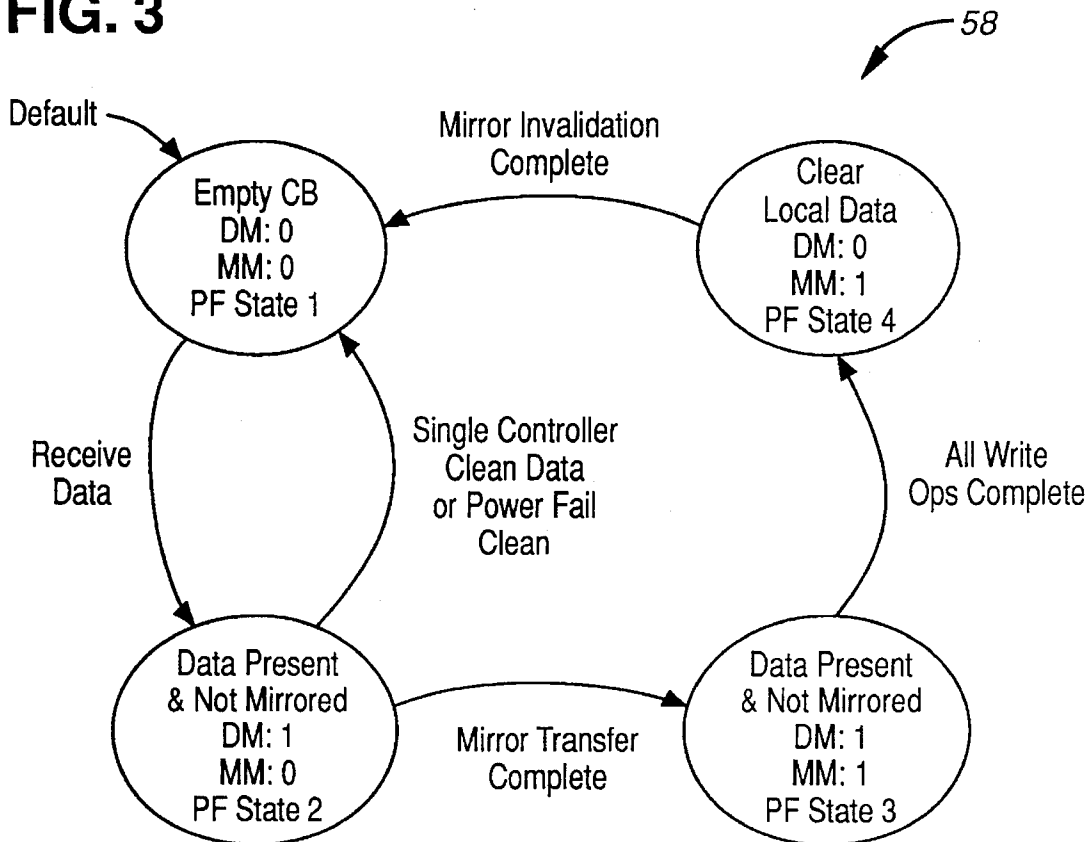 FIG. 3
58
Default
Mirror Invalidation
Complete
Empty CB
DM: 0
MM: 0
PF State 1
Clear
Local Data
DM: 0
MM: 1
PF State 4
Receive
Data
Single Controller
Clean Data
or Power Fail
Clean
All Write
Ops Complete
Data Present
& Not Mirrored
DM: 1
MM: 0
PF State 2
Mirror Transfer
Complete
Data Present
& Not Mirrored
DM: 1
MM: 1
PF State 3